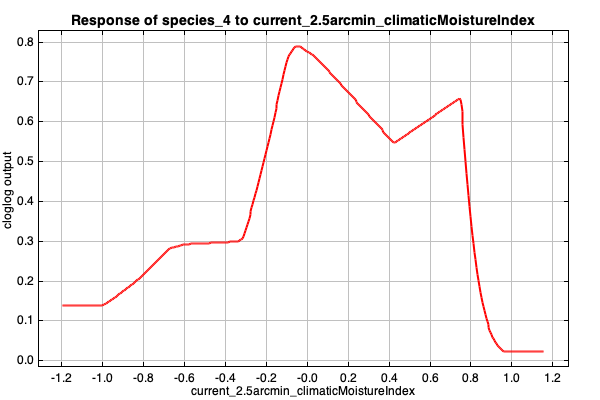 Response of species_4 to current_2.5arcmin_climaticMoistureIndex
cloglog output
0.8
0.7
0.6
0.5
0.4
0.3
0.2
0.1
0.0
-1.2 -1.0 -0.8 -0.6 -0.4 -0.2 -0.0 0.2 0.4 0.6 0.8 1.0 1.2
current_2.5arcmin_climaticMoistureIndex